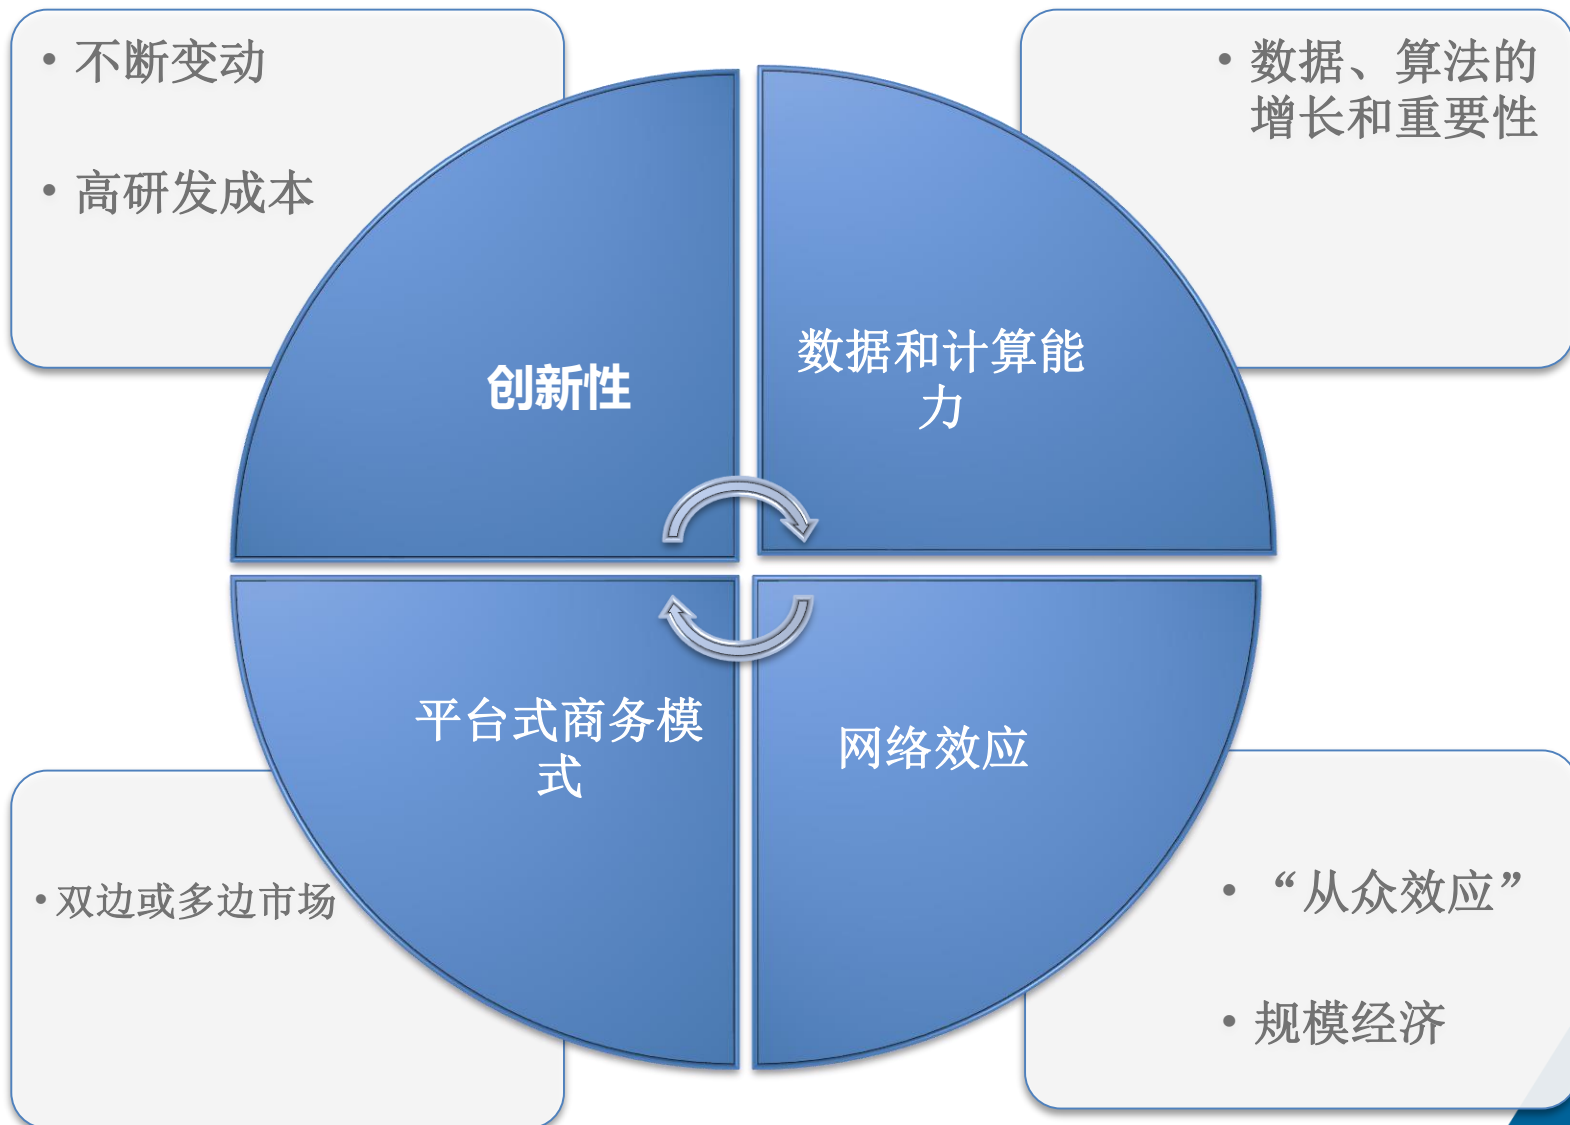 • 不断变动
• 高研发成本
• 数据、算法的
增长和重要性
创新性
数据和计算能
力
平台式商务模
式
网络效应
• 双边或多边市场
• “从众效应”
• 规模经济